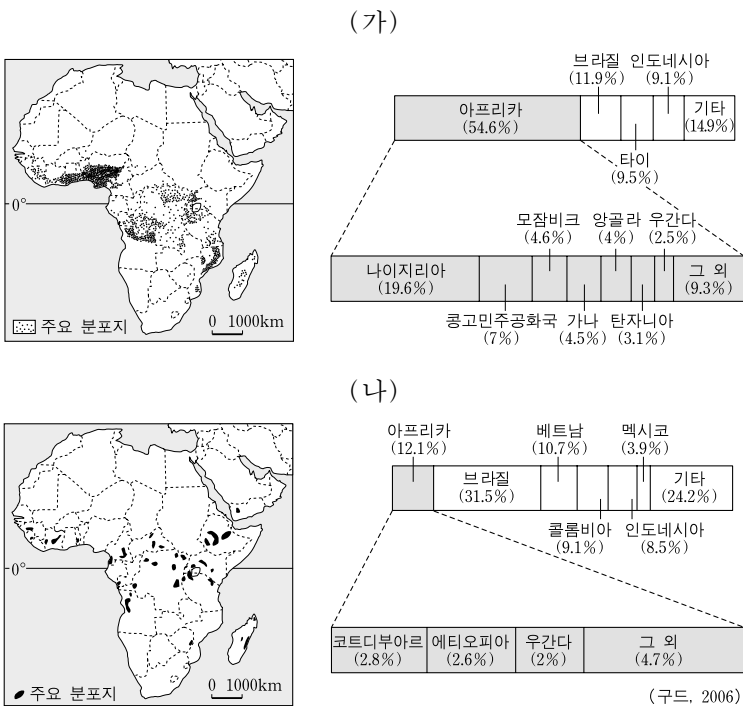 (가)
브라질 인도네시아
(11.9%) (9.1%)
아프리카
(54.6%)
기타
(14.9%)
타이
(9.5%)
0°
모잠비크 앙골라 우간다
(4.6%) (4%) (2.5%)
나이지리아
(19.6%)
그 외
(9.3%)
콩고민주공화국 가나 탄자니아
(7%) (4.5%) (3.1%)
주요 분포지
0 1000km
(나)
아프리카 베트남 멕시코
(12.1%) (10.7%) (3.9%)
브라질
(31.5%)
기타
(24.2%)
콜롬비아 인도네시아
(9.1%) (8.5%)
0°
코트디부아르 에티오피아 우간다 그 외
(2.8%) (2.6%) (2%) (4.7%)
주요 분포지
0 1000km
(구드, 2006)